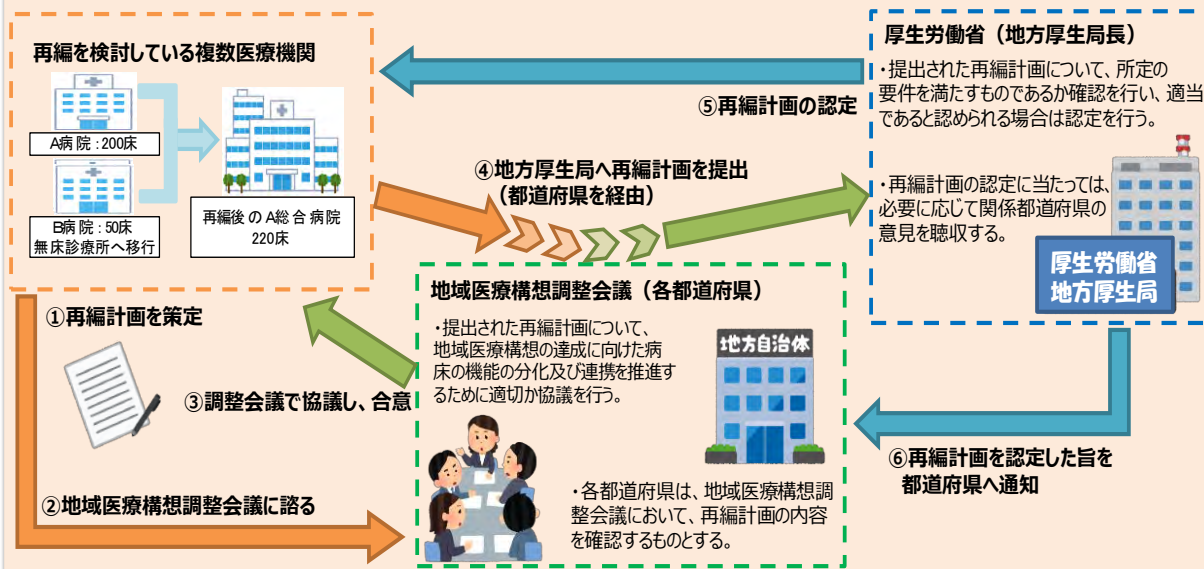 再編を検討している複数医療機関
A病院:200床
B病院:50床
無床診療所へ移行
再編後のA総合病院
220床
①再編計画を策定
②地域医療構想調整会議に諮る
③調整会議で協議し、合意
④地方厚生局へ再編計画を提出
(都道府県を経由)
地域医療構想調整会議(各都道府県)
・提出された再編計画について、
地域医療構想の達成に向けた病
床の機能の分化及び連携を推進す
るために適切か協議を行う。
地方自治体
・各都道府県は、地域医療構想調
整会議において、再編計画の内容
を確認するものとする。
⑤再編計画の認定
厚生労働省(地方厚生局長)
・提出された再編計画について、所定の
要件を満たすものであるか確認を行い、適当
であると認められる場合は認定を行う。
・再編計画の認定に当たっては、
必要に応じて関係都道府県の
意見を聴収する。
厚生労働省
地方厚生局
⑥再編計画を認定した旨を
都道府県へ通知